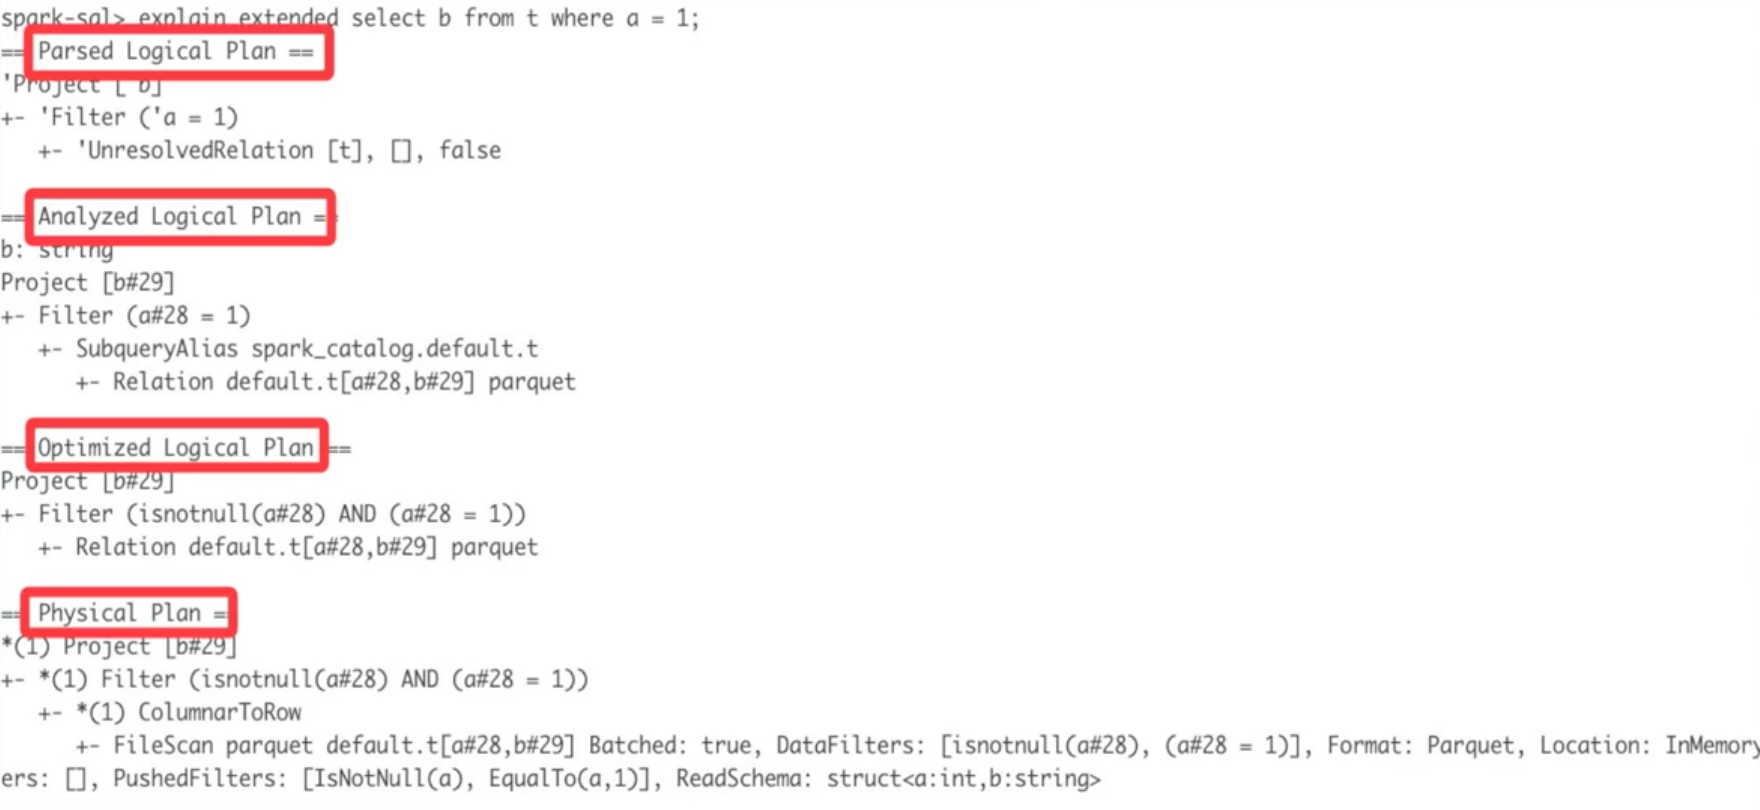 spark-sql> explain extended select b from t where a = 1;
== Parsed Logical Plan ==
'Project ['b]
+- 'Filter ('a = 1)
   +- 'UnresolvedRelation [t], [], false
== Analyzed Logical Plan ==
b: string
Project [b#29]
+- Filter (a#28 = 1)
   +- SubqueryAlias spark_catalog.default.t
      +- Relation default.t[a#28,b#29] parquet
== Optimized Logical Plan ==
Project [b#29]
+- Filter (isnotnull(a#28) AND (a#28 = 1))
   +- Relation default.t[a#28,b#29] parquet
== Physical Plan =
*(1) Project [b#29]
+- *(1) Filter (isnotnull(a#28) AND (a#28 = 1))
   +- *(1) ColumnarToRow
      +- FileScan parquet default.t[a#28,b#29] Batched: true, DataFilters: [isnotnull(a#28), (a#28 = 1)], Format: Parquet, Location: InMemory
ers: [], PushedFilters: [IsNotNull(a), EqualTo(a,1)], ReadSchema: struct<a:int,b:string>